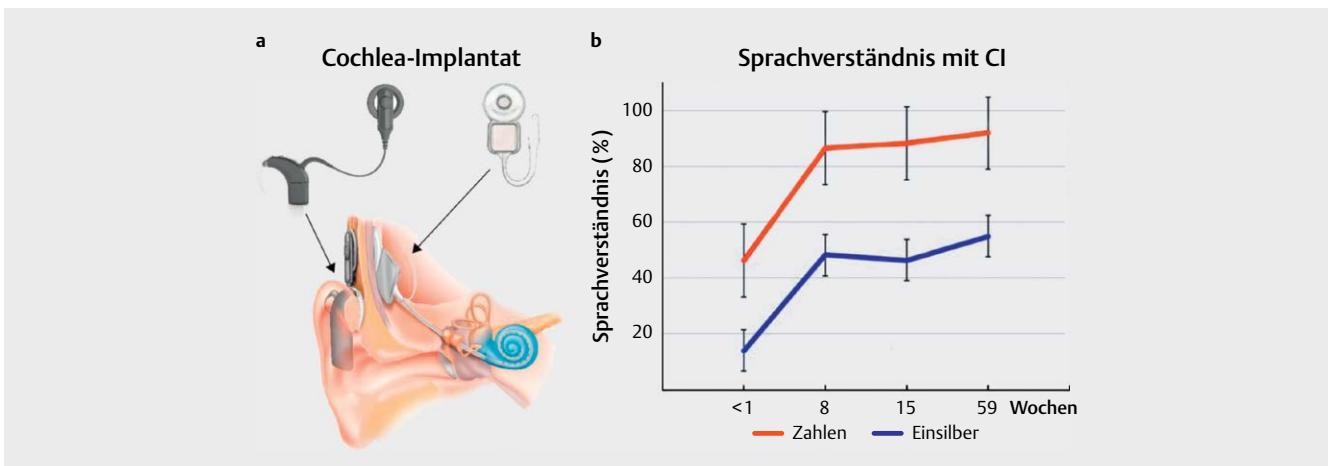 a
Cochlea-Implantat
b
Sprachverständnis mit CI
Sprachverständnis (%)
100
80
60
40
20
<1 8 15 59 Wochen
Zahlen Einsilber